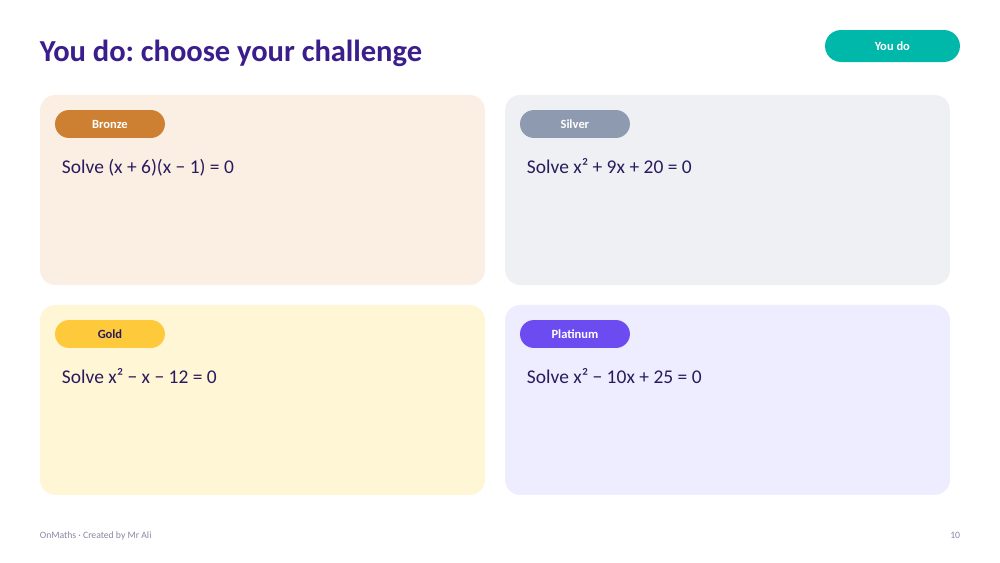 You do: choose your challenge
You do
Bronze
Solve (x + 6)(x − 1) = 0
Silver
Solve x² + 9x + 20 = 0
Gold
Solve x² − x − 12 = 0
Platinum
Solve x² − 10x + 25 = 0
OnMaths · Created by Mr Ali
10